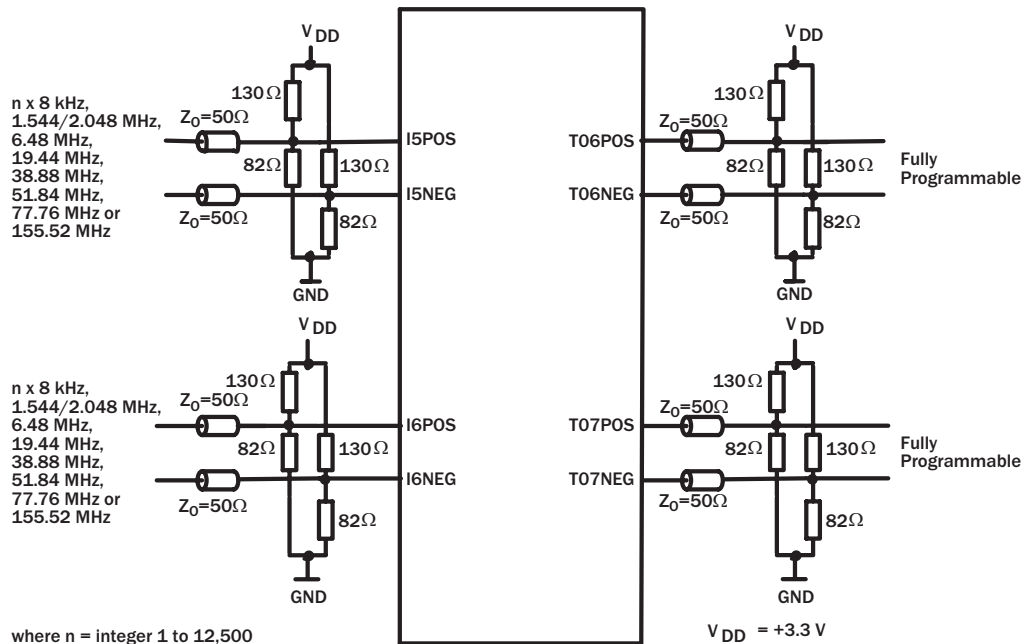 V DD
130Ω
n x 8 kHz,
1.544/2.048 MHz,
6.48 MHz,
19.44 MHz,
38.88 MHz,
51.84 MHz,
77.76 MHz or
155.52 MHz
Z0=50Ω
I5POS
82Ω
130Ω
I5NEG
Z0=50Ω
82Ω
GND
V DD
130Ω
Z0=50Ω
T06POS
82Ω
130Ω
Fully
Programmable
T06NEG
Z0=50Ω
82Ω
GND
V DD
130Ω
n x 8 kHz,
1.544/2.048 MHz,
6.48 MHz,
19.44 MHz,
38.88 MHz,
51.84 MHz,
77.76 MHz or
155.52 MHz
Z0=50Ω
I6POS
82Ω
130Ω
I6NEG
Z0=50Ω
82Ω
GND
V DD
130Ω
Z0=50Ω
T07POS
82Ω
130Ω
Fully
Programmable
T07NEG
Z0=50Ω
82Ω
GND
where n = integer 1 to 12,500
V DD = +3.3 V